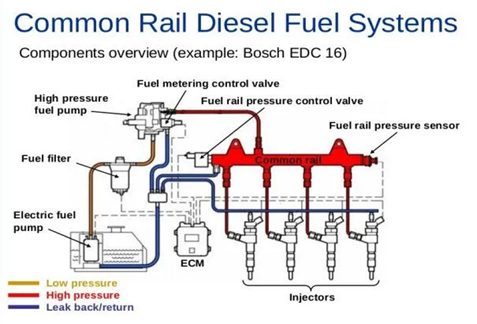 Common Rail Diesel Fuel Systems
Components overview (example: Bosch EDC 16)
Fuel metering control valve
High pressure
fuel pump
Fuel rail pressure control valve
Fuel rail pressure sensor
Common rail
Fuel filter
Electric fuel
pump
ECM
Injectors
Low pressure
High pressure
Leak back/return